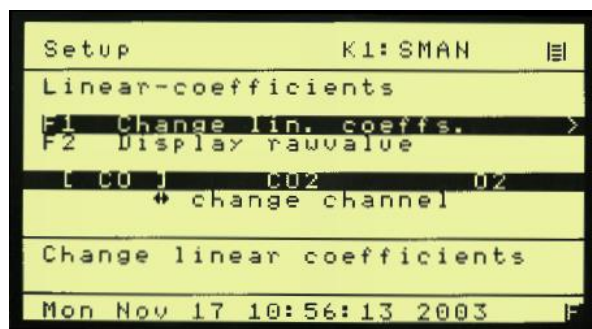 Setup K1: SMAN
Linear-coefficients
F1 Change lin. coeffs. >
F2 Display rawvalue
[ CO ] CO2 O2
↔ change channel
Change linear coefficients
Mon Nov 17 10:56:13 2003 F